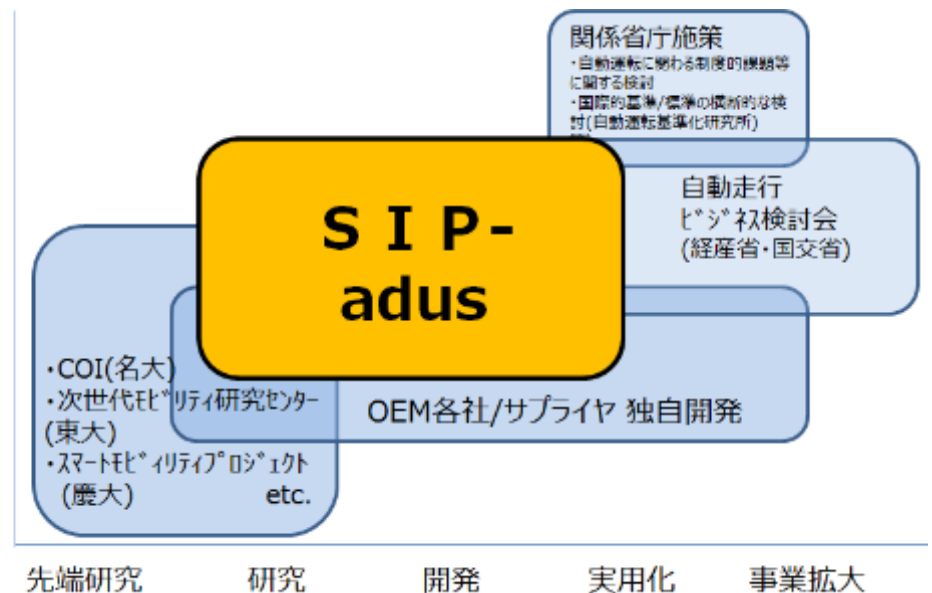 関係省庁施策
・自動運転に関わる制度的課題等
に関する検討
・国際的基準/標準の横断的な検
討(自動運転基準化研究所)
自動走行
ﾋﾞｼﾞﾈｽ検討会
(経産省・国交省)
ＳＩＰ-
adus
・COI(名大)
・次世代ﾓﾋﾞﾘﾃｨ研究ｾﾝﾀｰ
(東大)
・ｽﾏｰﾄﾓﾋﾞｨﾘﾃｨﾌﾟﾛｼﾞｪｸﾄ
(慶大) etc.
OEM各社/サプライヤ 独自開発
先端研究 研究 開発 実用化 事業拡大